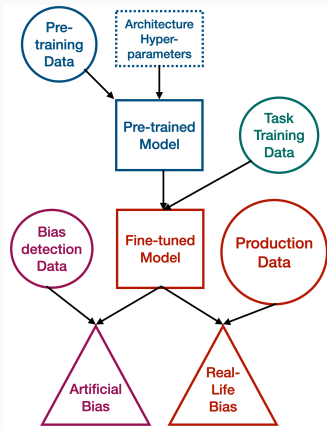 Pre-
training
Data
Architecture
Hyper-
parameters
Pre-trained
Model
Task
Training
Data
Bias
detection
Data
Fine-tuned
Model
Production
Data
Artificial
Bias
Real-
Life
Bias